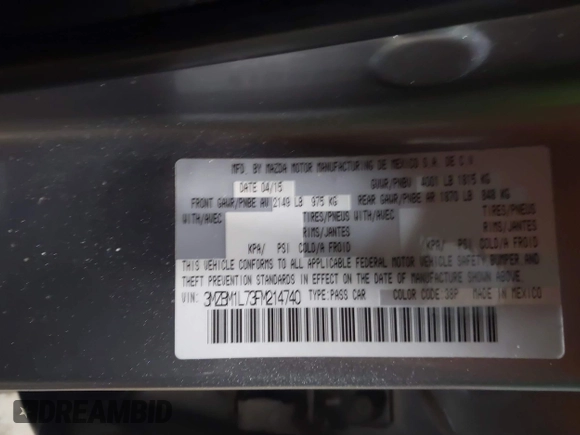 MFD. BY MAZDA MOTOR MANUFACTURING DE MEXICO S.A. DE C.V.
DATE 04/15 GVWR/PNBV 4001 LB 1815 KG
FRONT GAWR/PNBE AV 2149 LB 975 KG REAR GAWR/PNBE AR 1870 LB 848 KG
WITH/AVEC TIRES/PNEUS WITH/AVEC TIRES/PNEUS
RIMS/JANTES RIMS/JANTES
KPA/ PSI COLD/A FROID KPA/ PSI COLD/A FROID
THIS VEHICLE CONFORMS TO ALL APPLICABLE FEDERAL MOTOR VEHICLE SAFETY BUMPER AND
THEFT PREVENTION STANDARDS IN EFFECT ON THE DATE OF MANUFACTURE SHOWN ABOVE.
VIN: 3MZBM1L73FM214740 TYPE:PASS CAR COLOR CODE:38P MADE IN MEXICO
DREAMBID